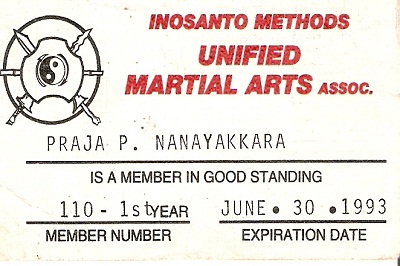 INOSANTO METHODS
UNIFIED
MARTIAL ARTS ASSOC.
PRAJA P. NANAYAKKARA
IS A MEMBER IN GOOD STANDING
110 - 1st YEAR JUNE • 30 • 1993
MEMBER NUMBER EXPIRATION DATE